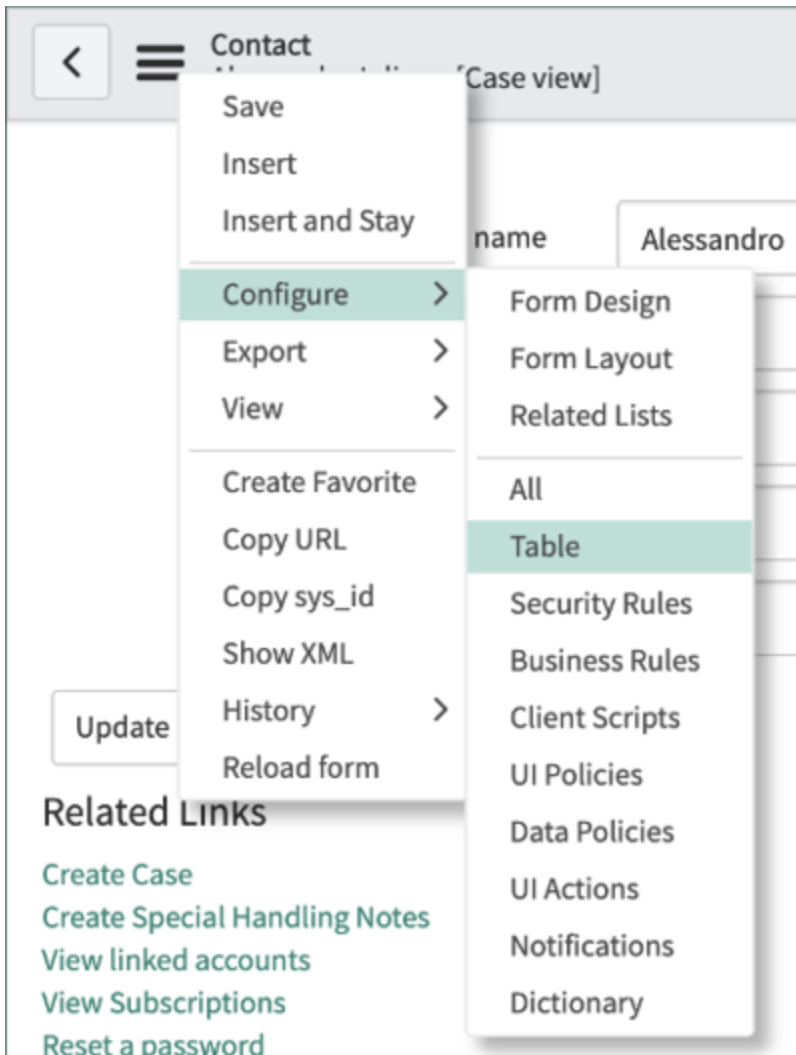 Contact
[Case view]
Save
Insert
Insert and Stay
name
Alessandro
Configure
Export
View
Create Favorite
Copy URL
Copy sys_id
Show XML
History
Reload form
Form Design
Form Layout
Related Lists
All
Table
Security Rules
Business Rules
Client Scripts
UI Policies
Data Policies
UI Actions
Notifications
Dictionary
Update
Related Links
Create Case
Create Special Handling Notes
View linked accounts
View Subscriptions
Reset a password